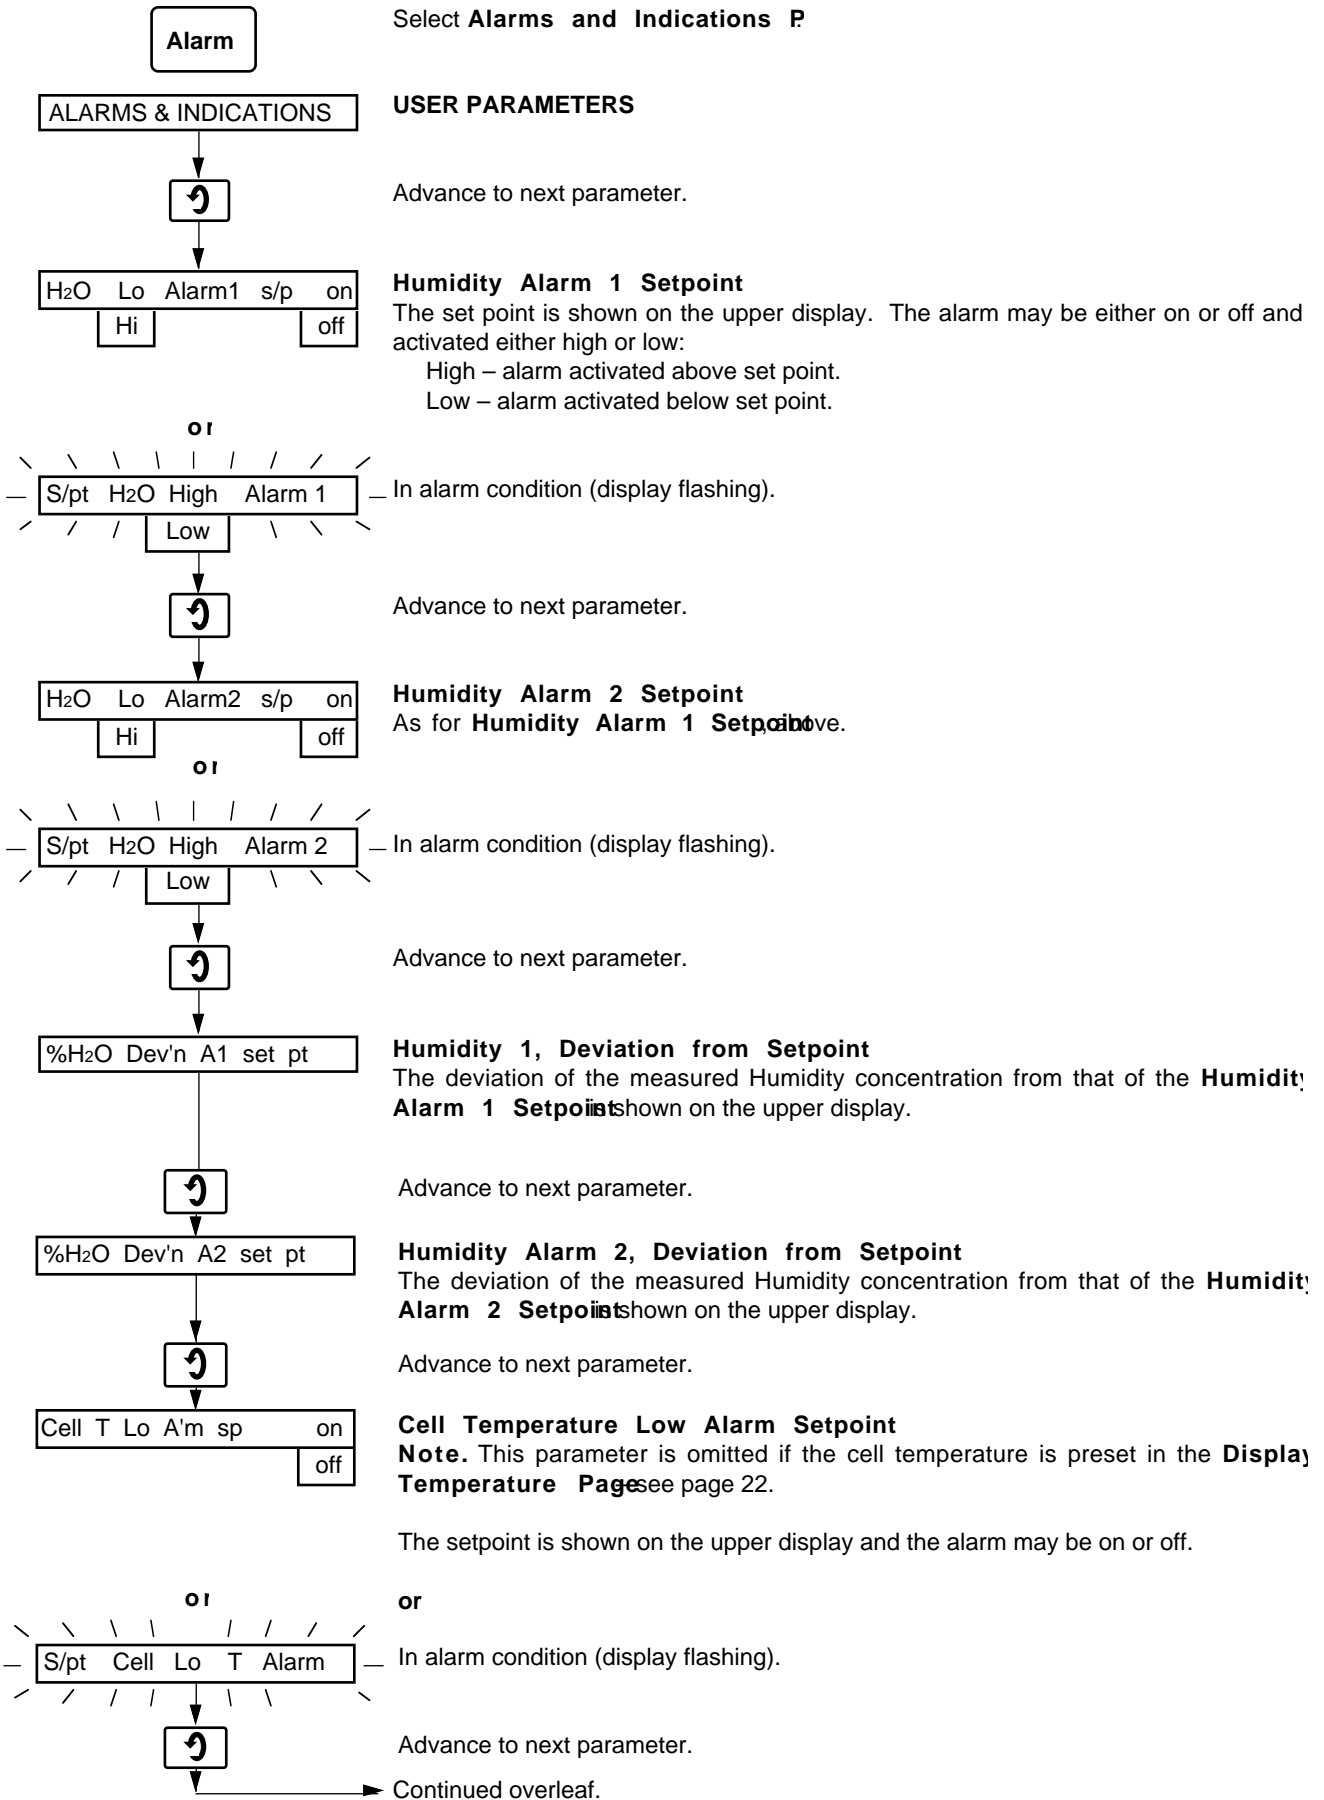 Alarm
Select Alarms and Indications P.
ALARMS & INDICATIONS
USER PARAMETERS
Advance to next parameter.
H2O Lo Alarm1 s/p on
Hi off
Humidity Alarm 1 Setpoint
The set point is shown on the upper display. The alarm may be either on or off and
activated either high or low:
High – alarm activated above set point.
Low – alarm activated below set point.
or
S/pt H2O High Alarm 1
Low
In alarm condition (display flashing).
Advance to next parameter.
H2O Lo Alarm2 s/p on
Hi off
Humidity Alarm 2 Setpoint
As for Humidity Alarm 1 Setpoint, above.
or
S/pt H2O High Alarm 2
Low
In alarm condition (display flashing).
Advance to next parameter.
%H2O Dev'n A1 set pt
Humidity 1, Deviation from Setpoint
The deviation of the measured Humidity concentration from that of the Humidity
Alarm 1 Setpoint is shown on the upper display.
Advance to next parameter.
%H2O Dev'n A2 set pt
Humidity Alarm 2, Deviation from Setpoint
The deviation of the measured Humidity concentration from that of the Humidity
Alarm 2 Setpoint is shown on the upper display.
Advance to next parameter.
Cell T Lo A'm sp on
off
Cell Temperature Low Alarm Setpoint
Note. This parameter is omitted if the cell temperature is preset in the Display
Temperature Page – see page 22.
The setpoint is shown on the upper display and the alarm may be on or off.
or
or
S/pt Cell Lo T Alarm
In alarm condition (display flashing).
Advance to next parameter.
Continued overleaf.